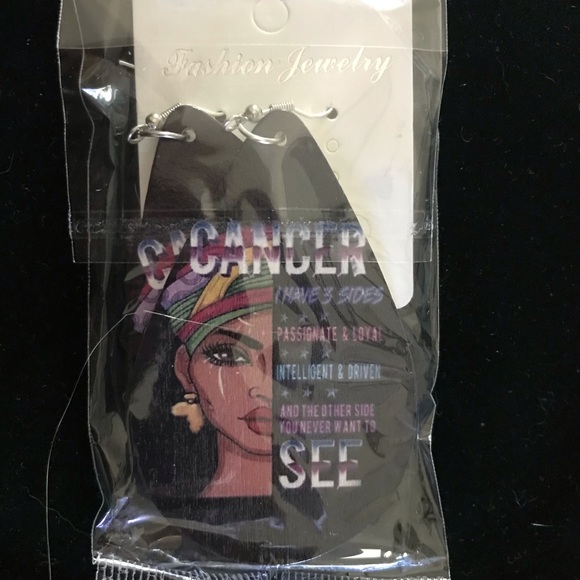 Fashion Jewelry
C CANCER
I HAVE 3 SIDES
PASSIONATE & LOYAL
INTELLIGENT & DRIVEN
AND THE OTHER SIDE
YOU NEVER WANT TO
SEE